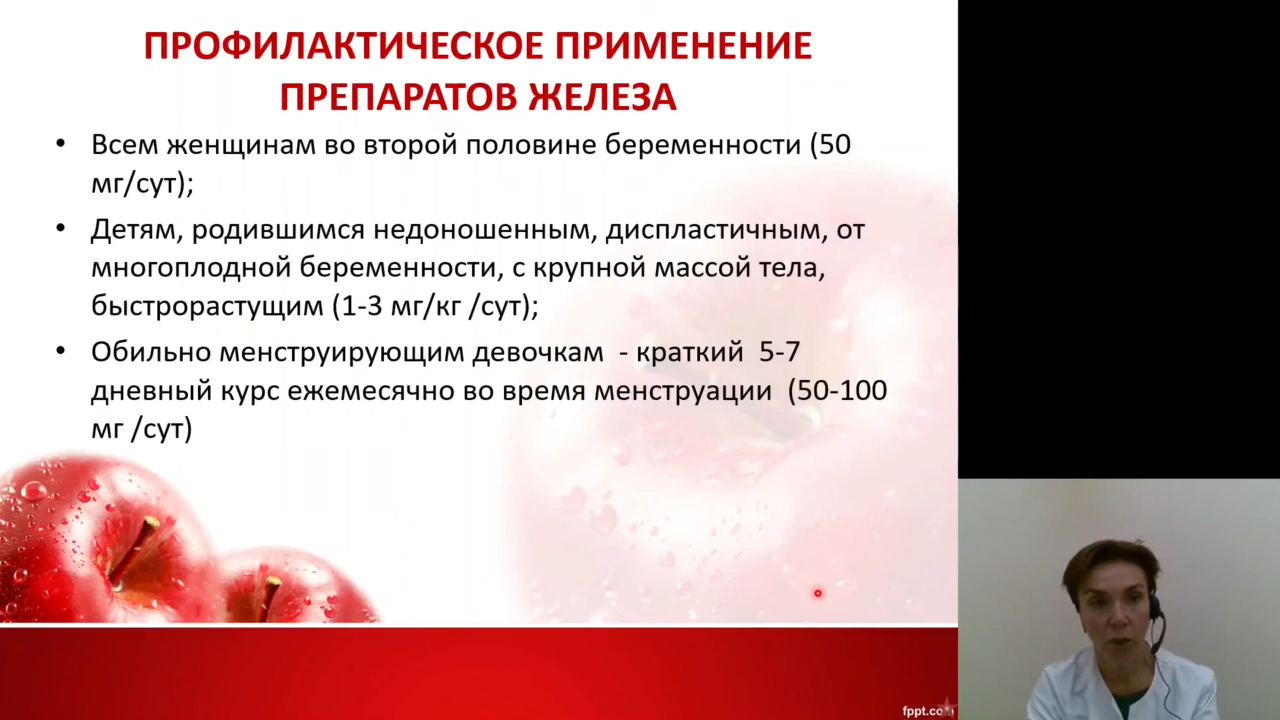 ПРОФИЛАКТИЧЕСКОЕ ПРИМЕНЕНИЕ
ПРЕПАРАТОВ ЖЕЛЕЗА
• Всем женщинам во второй половине беременности (50
мг/сут);
• Детям, родившимся недоношенным, диспластичным, от
многоплодной беременности, с крупной массой тела,
быстрорастущим (1-3 мг/кг /сут);
• Обильно менструирующим девочкам - краткий 5-7
дневный курс ежемесячно во время менструации (50-100
мг /сут)
fppt.com